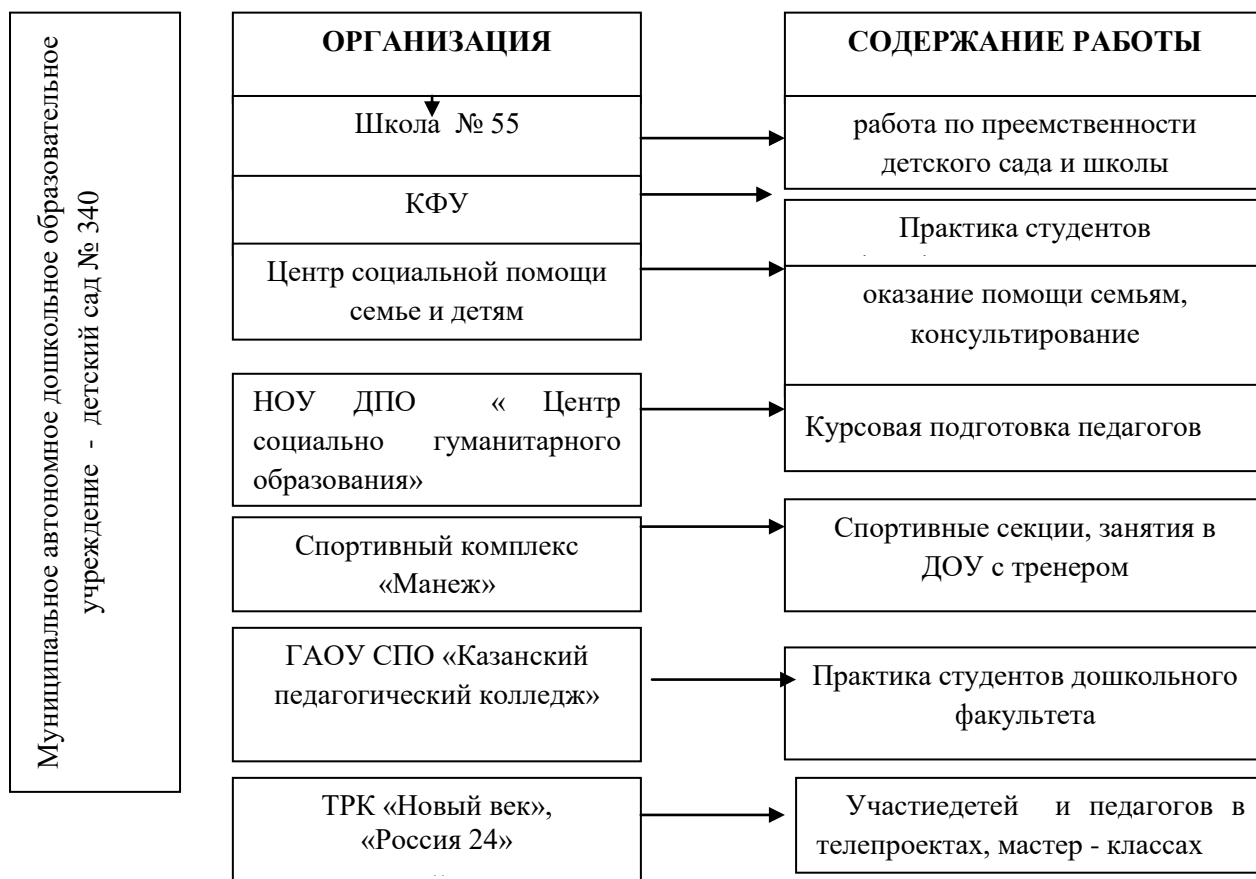 Муниципальное автономное дошкольное образовательное
учреждение - детский сад № 340
ОРГАНИЗАЦИЯ
СОДЕРЖАНИЕ РАБОТЫ
Школа № 55
работа по преемственности
детского сада и школы
КФУ
Практика студентов
Центр социальной помощи
семье и детям
оказание помощи семьям,
консультирование
НОУ ДПО « Центр
социально гуманитарного
образования»
Курсовая подготовка педагогов
Спортивный комплекс
«Манеж»
Спортивные секции, занятия в
ДОУ с тренером
ГАОУ СПО «Казанский
педагогический колледж»
Практика студентов дошкольного
факультета
ТРК «Новый век»,
«Россия 24»
Участиедетей и педагогов в
телепроектах, мастер - классах